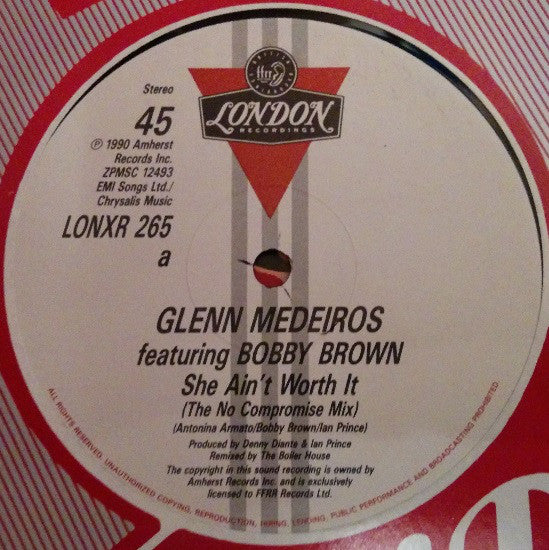 ffrr
LONDON
RECORDINGS
Stereo
45
℗ 1990 Amherst
Records Inc.
ZPMSC 12493
EMI Songs Ltd./
Chrysalis Music
LONXR 265
a
GLENN MEDEIROS
featuring BOBBY BROWN
She Ain't Worth It
(The No Compromise Mix)
(Antonina Armato/Bobby Brown/Ian Prince)
Produced by Denny Diante & Ian Prince
Remixed by The Boiler House
The copyright in this sound recording is owned by
Amherst Records Inc. and is exclusively
licensed to FFRR Records Ltd.
ALL RIGHTS RESERVED. UNAUTHORIZED COPYING, REPRODUCTION, HIRING, LENDING, PUBLIC PERFORMANCE, AND BROADCASTING PROHIBITED.